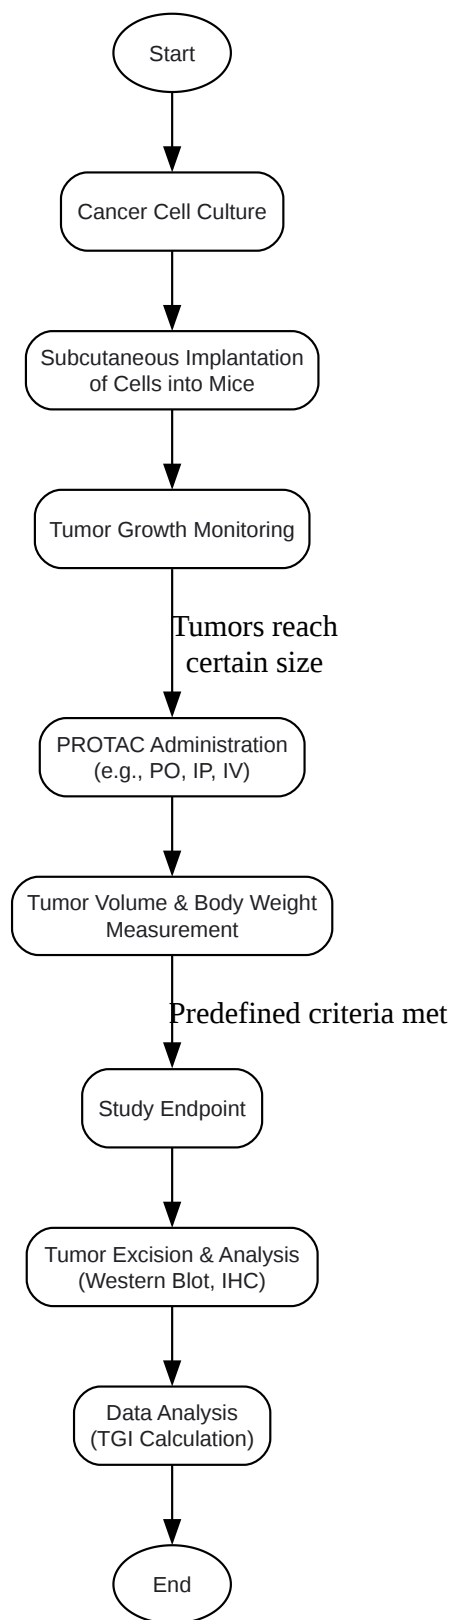 Start
Cancer Cell Culture
Subcutaneous Implantation
of Cells into Mice
Tumor Growth Monitoring
Tumors reach
certain size
PROTAC Administration
(e.g., PO, IP, IV)
Tumor Volume & Body Weight
Measurement
Predefined criteria met
Study Endpoint
Tumor Excision & Analysis
(Western Blot, IHC)
Data Analysis
(TGI Calculation)
End